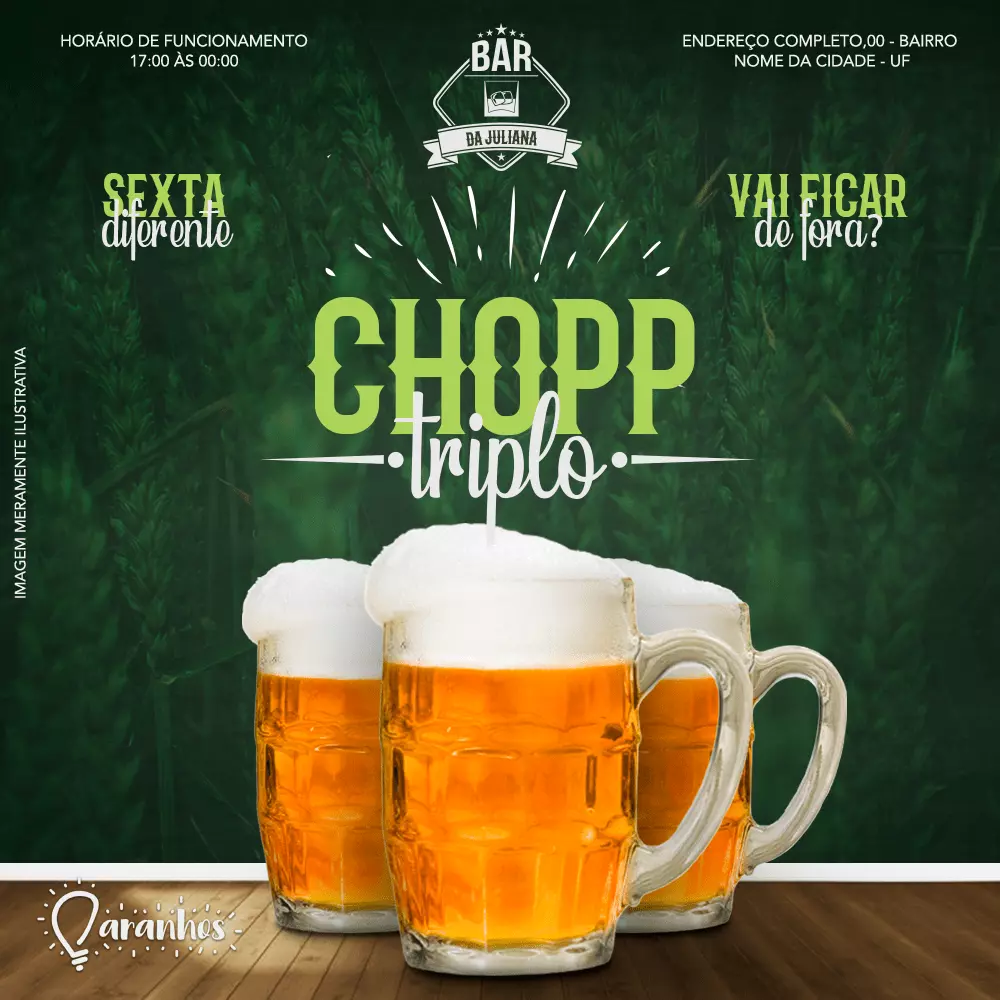 HORÁRIO DE FUNCIONAMENTO
17:00 ÀS 00:00
BAR
DA JULIANA
ENDEREÇO COMPLETO,00 - BAIRRO
NOME DA CIDADE - UF
SEXTA
diferente
VAI FICAR
de fora?
CHOPP
triplo
IMAGEM MERAMENTE ILUSTRATIVA
Paranhos